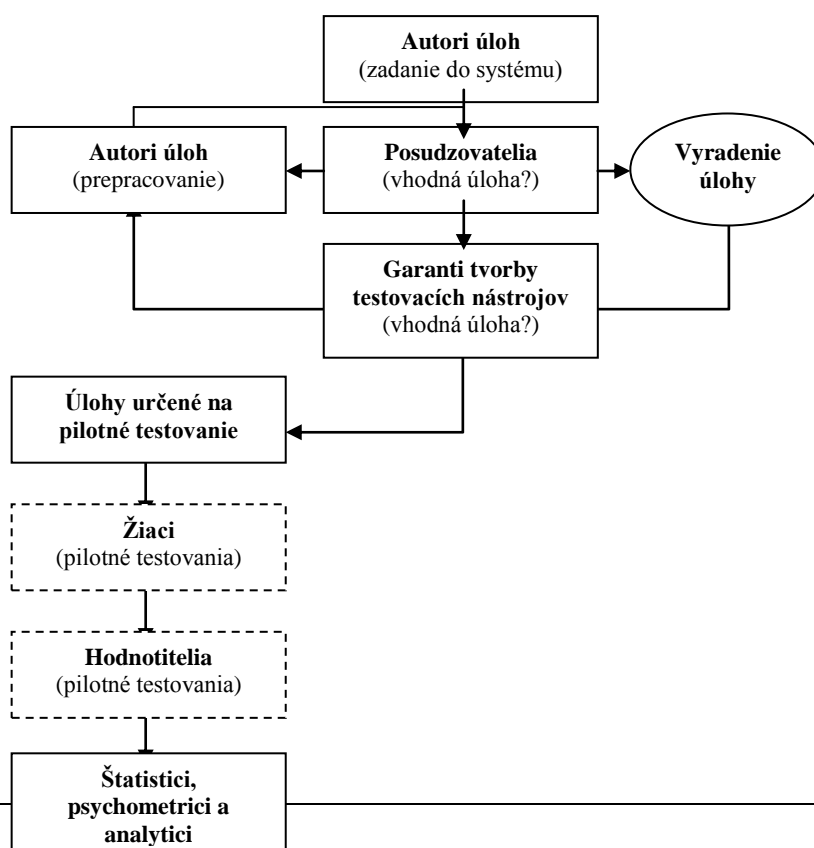 Autori úloh
(zadanie do systému)
Autori úloh
(prepracovanie)
Posudzovatelia
(vhodná úloha?)
Vyradenie
úlohy
Garanti tvorby
testovacích nástrojov
(vhodná úloha?)
Úlohy určené na
pilotné testovanie
Žiaci
(pilotné testovania)
Hodnotitelia
(pilotné testovania)
Štatistici,
psychometrici a
analytici